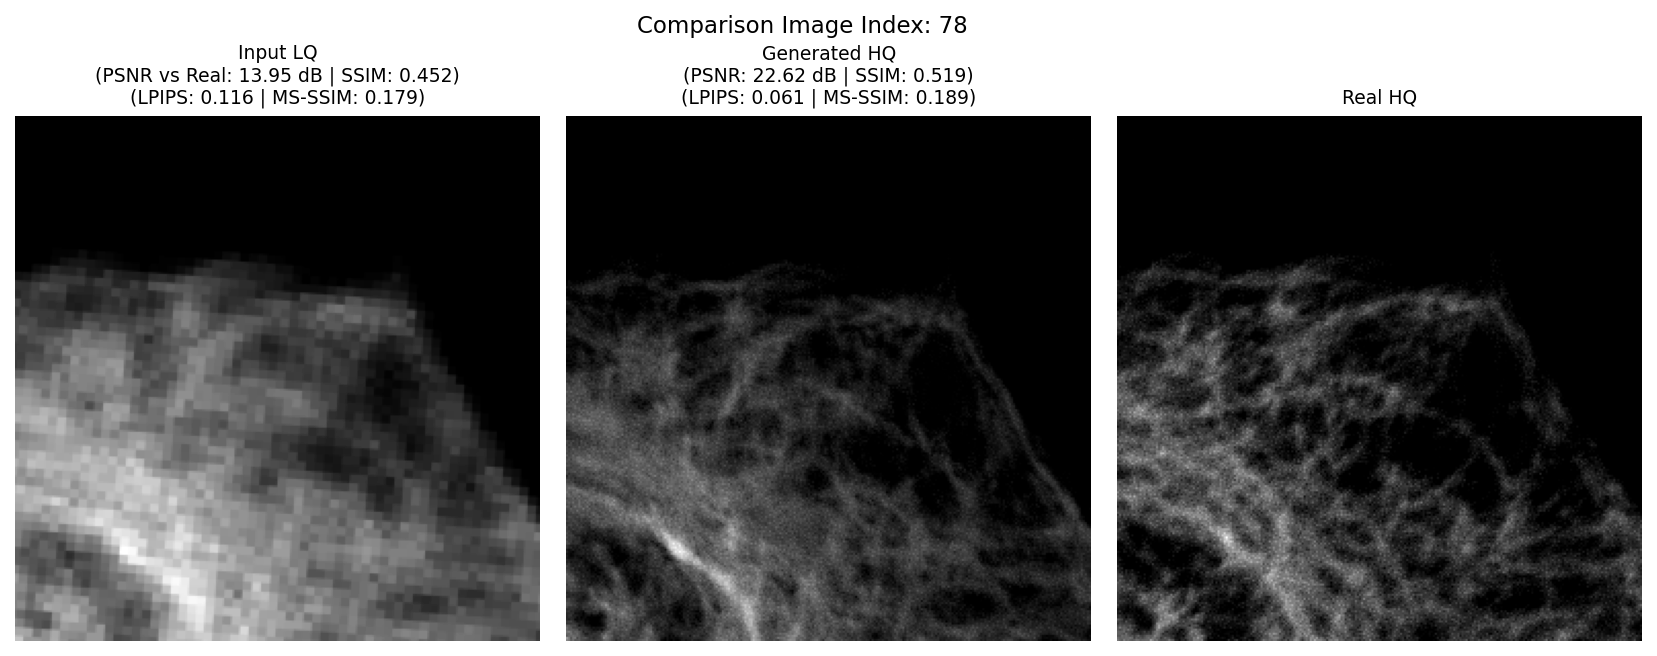 Comparison Image Index: 78
Input LQ
(PSNR vs Real: 13.95 dB | SSIM: 0.452)
(LPIPS: 0.116 | MS-SSIM: 0.179)
Generated HQ
(PSNR: 22.62 dB | SSIM: 0.519)
(LPIPS: 0.061 | MS-SSIM: 0.189)
Real HQ